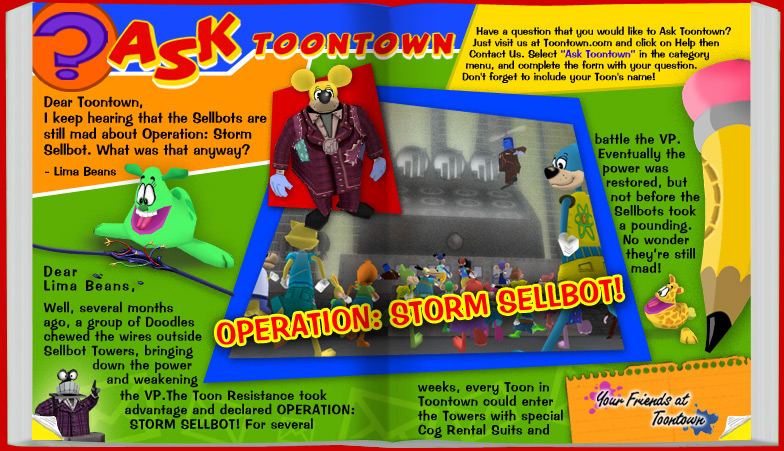 ? ASK TOONTOWN
Have a question that you would like to Ask Toontown?
Just visit us at Toontown.com and click on Help then
Contact Us. Select "Ask Toontown" in the category
menu, and complete the form with your question.
Don't forget to include your Toon's name!
Dear Toontown,
I keep hearing that the Sellbots are
still mad about Operation: Storm
Sellbot. What was that anyway?
- Lima Beans
Dear
Lima Beans,
Well, several months
ago, a group of Doodles
chewed the wires outside
Sellbot Towers, bringing
down the power
and weakening
the VP.The Toon Resistance took
advantage and declared OPERATION:
STORM SELLBOT! For several
OPERATION: STORM SELLBOT!
weeks, every Toon in
Toontown could enter
the Towers with special
Cog Rental Suits and
battle the VP.
Eventually the
power was
restored, but
not before the
Sellbots took
a pounding.
No wonder
they're still
mad!
Your Friends at
Toontown